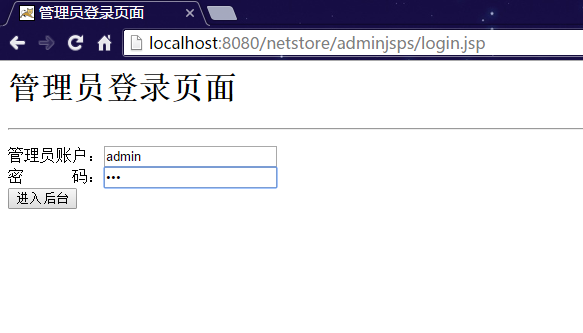 管理员登录页面
localhost:8080/netstore/adminjsps/login.jsp
管理员登录页面
管理员账户：admin
密 码：•••
进入后台